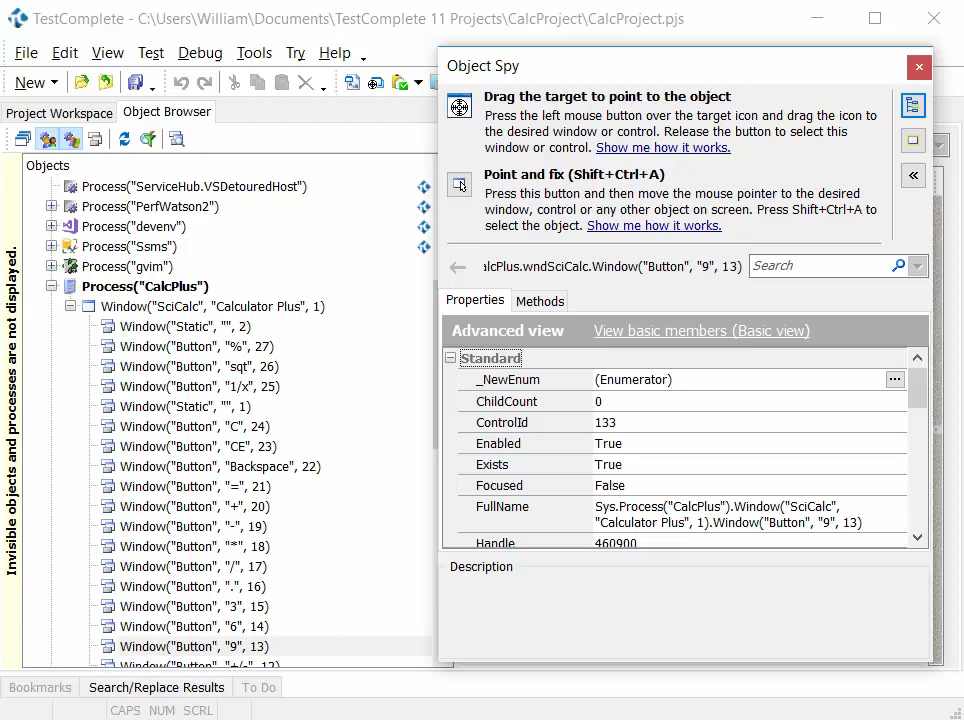 TestComplete - C:\Users\William\Documents\TestComplete 11 Projects\CalcProject\CalcProject.pjs
File Edit View Test Debug Tools Try Help
New
Project Workspace Object Browser
Objects
Invisible objects and processes are not displayed.
Process("ServiceHub.VSDetouredHost")
Process("PerfWatson2")
Process("devenv")
Process("Ssms")
Process("gvim")
Process("CalcPlus")
Window("SciCalc", "Calculator Plus", 1)
Window("Static", "", 2)
Window("Button", "%", 27)
Window("Button", "sqt", 26)
Window("Button", "1/x", 25)
Window("Static", "", 1)
Window("Button", "C", 24)
Window("Button", "CE", 23)
Window("Button", "Backspace", 22)
Window("Button", "=", 21)
Window("Button", "+", 20)
Window("Button", "-", 19)
Window("Button", "*", 18)
Window("Button", "/", 17)
Window("Button", ".", 16)
Window("Button", "3", 15)
Window("Button", "6", 14)
Window("Button", "9", 13)
Window("Button", "+/-", 12)
Object Spy
Drag the target to point to the object
Press the left mouse button over the target icon and drag the icon to
the desired window or control. Release the button to select this
window or control. Show me how it works.
Point and fix (Shift+Ctrl+A)
Press this button and then move the mouse pointer to the desired
window, control or any other object on screen. Press Shift+Ctrl+A to
select the object. Show me how it works.
alcPlus.wndSciCalc.Window("Button", "9", 13) Search
Properties Methods
Advanced view View basic members (Basic view)
Standard
_NewEnum (Enumerator) ...
ChildCount 0
ControlId 133
Enabled True
Exists True
Focused False
FullName Sys.Process("CalcPlus").Window("SciCalc",
"Calculator Plus", 1).Window("Button", "9", 13)
Handle 460900
Description
Bookmarks Search/Replace Results To Do
CAPS NUM SCRL